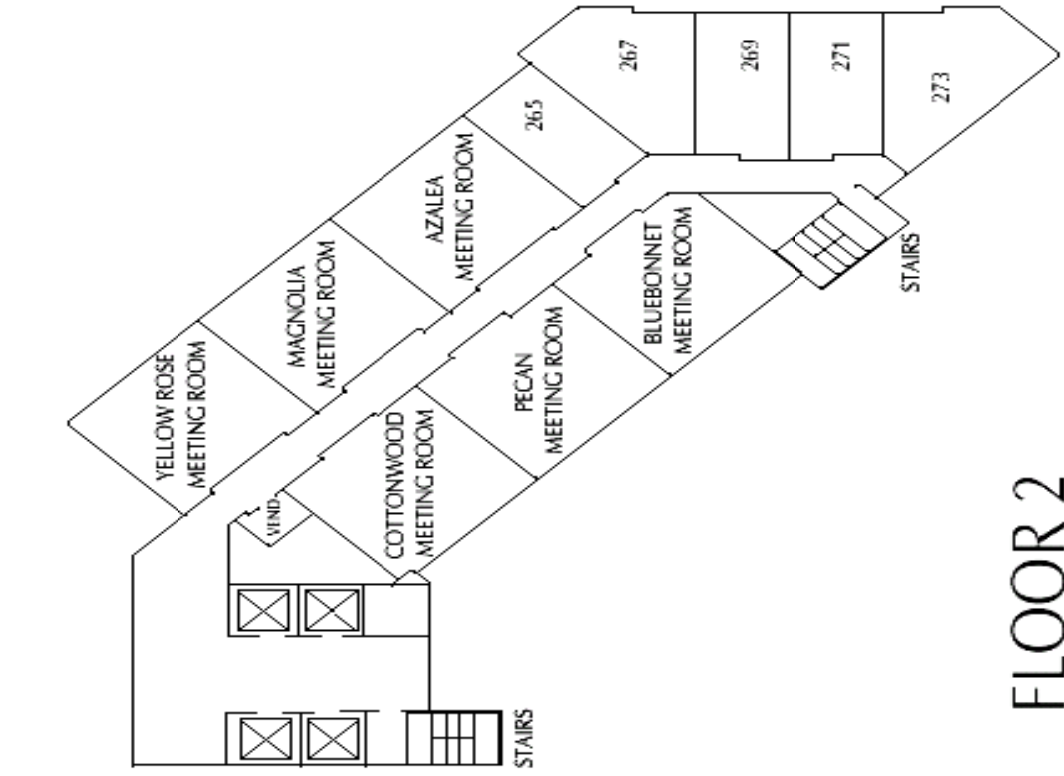 267
269
271
273
265
AZALEA
MEETING ROOM
MAGNOLIA
MEETING ROOM
YELLOW ROSE
MEETING ROOM
BLUEBONNET
MEETING ROOM
PECAN
MEETING ROOM
COTTONWOOD
MEETING ROOM
VEND
STAIRS
STAIRS
FLOOR 2